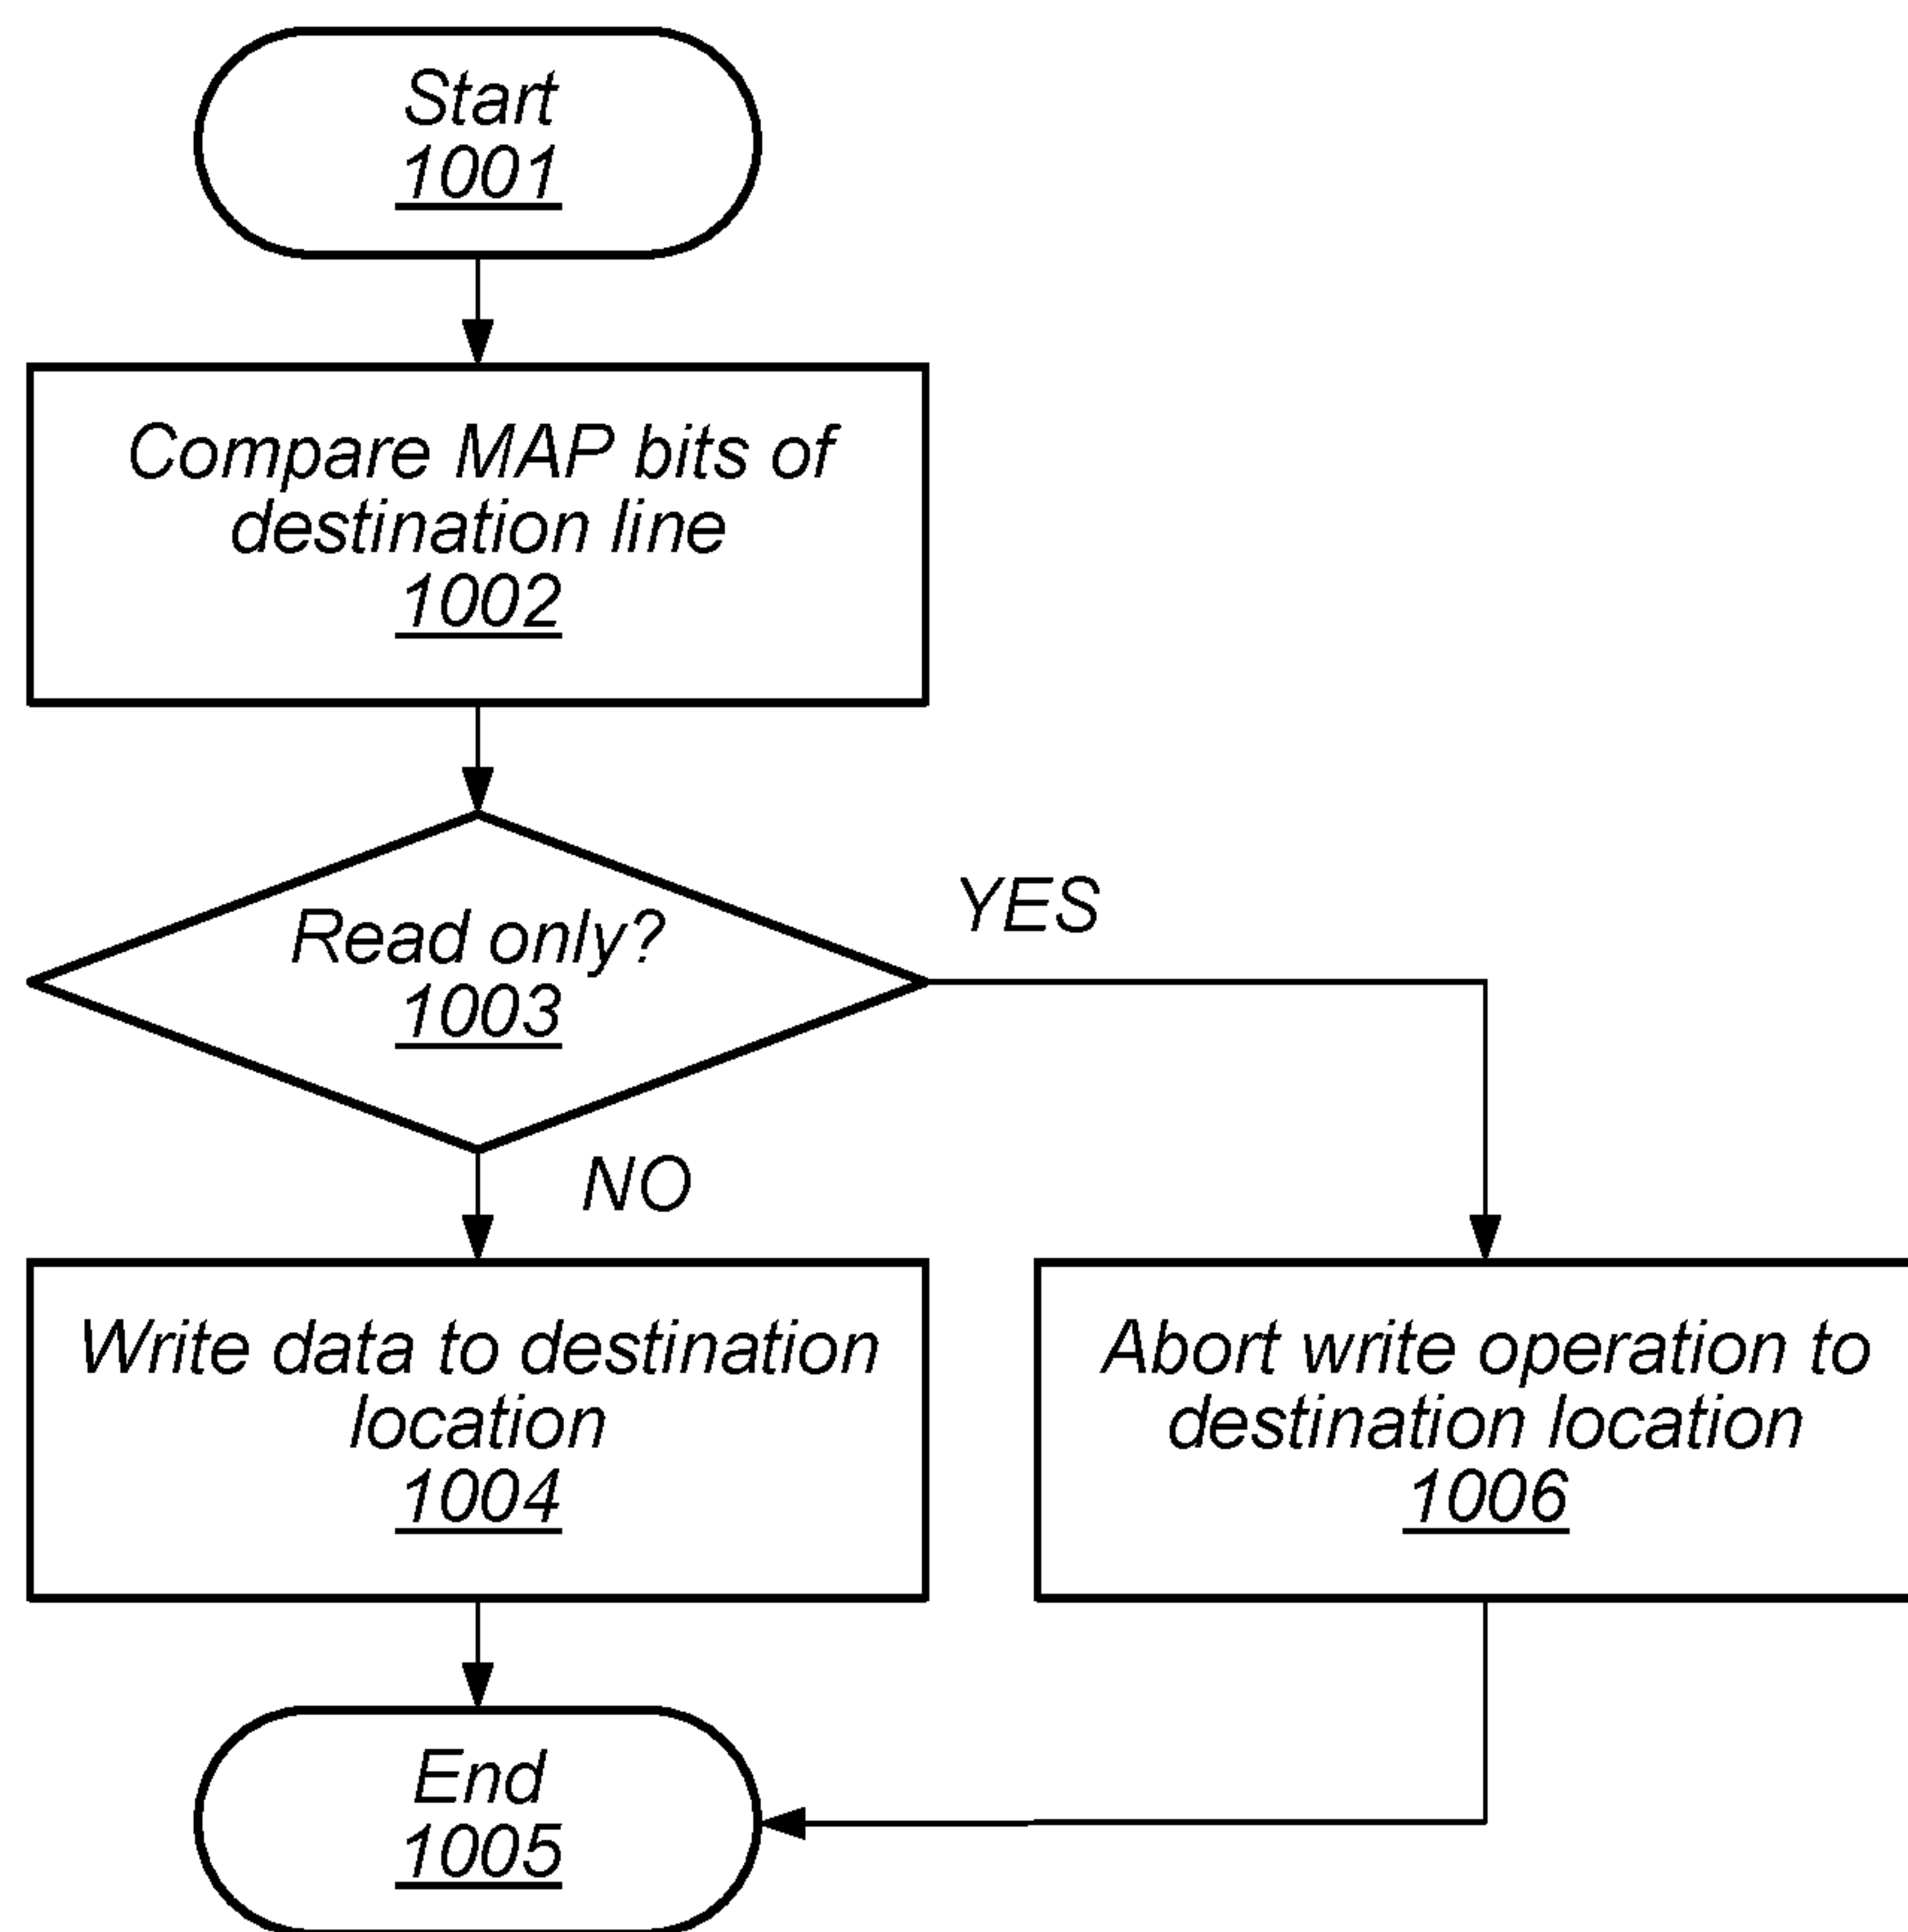 Start
1001
Compare MAP bits of
destination line
1002
Read only?
1003
YES
NO
Write data to destination
location
1004
Abort write operation to
destination location
1006
End
1005